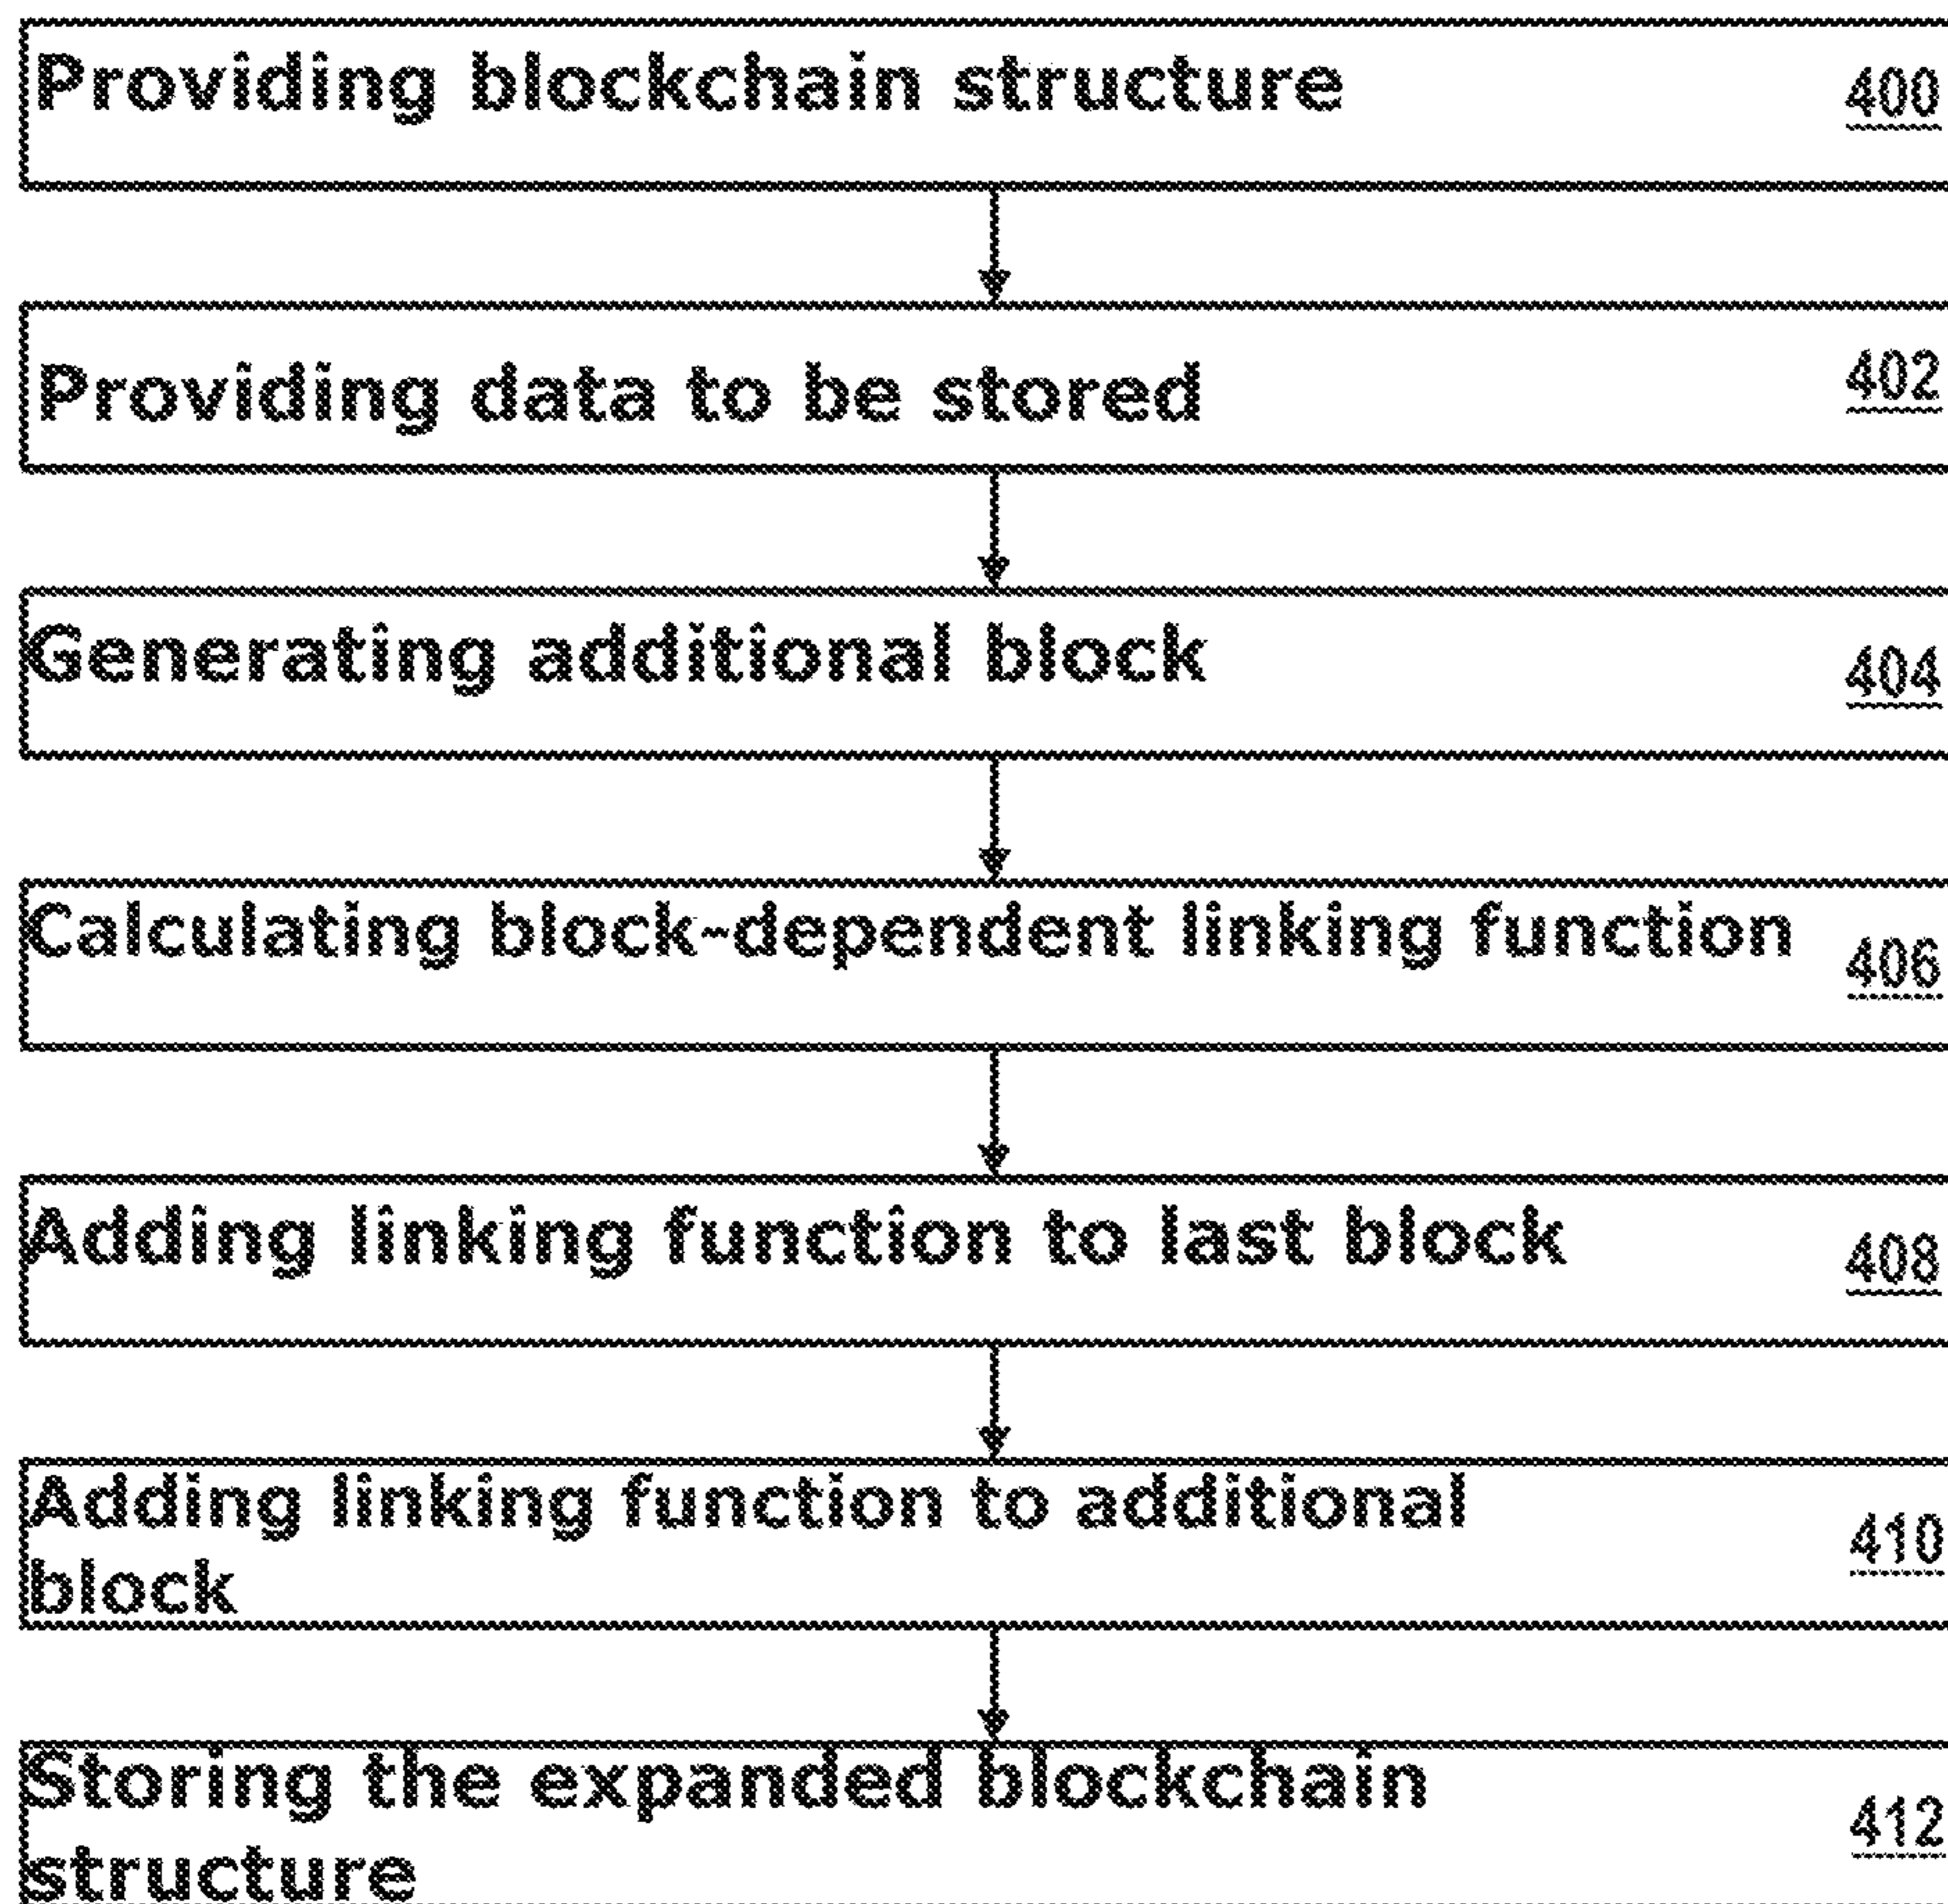 Providing blockchain structure 400
Providing data to be stored 402
Generating additional block 404
Calculating block-dependent linking function 406
Adding linking function to last block 408
Adding linking function to additional 410
block
Storing the expanded blockchain 412
structure